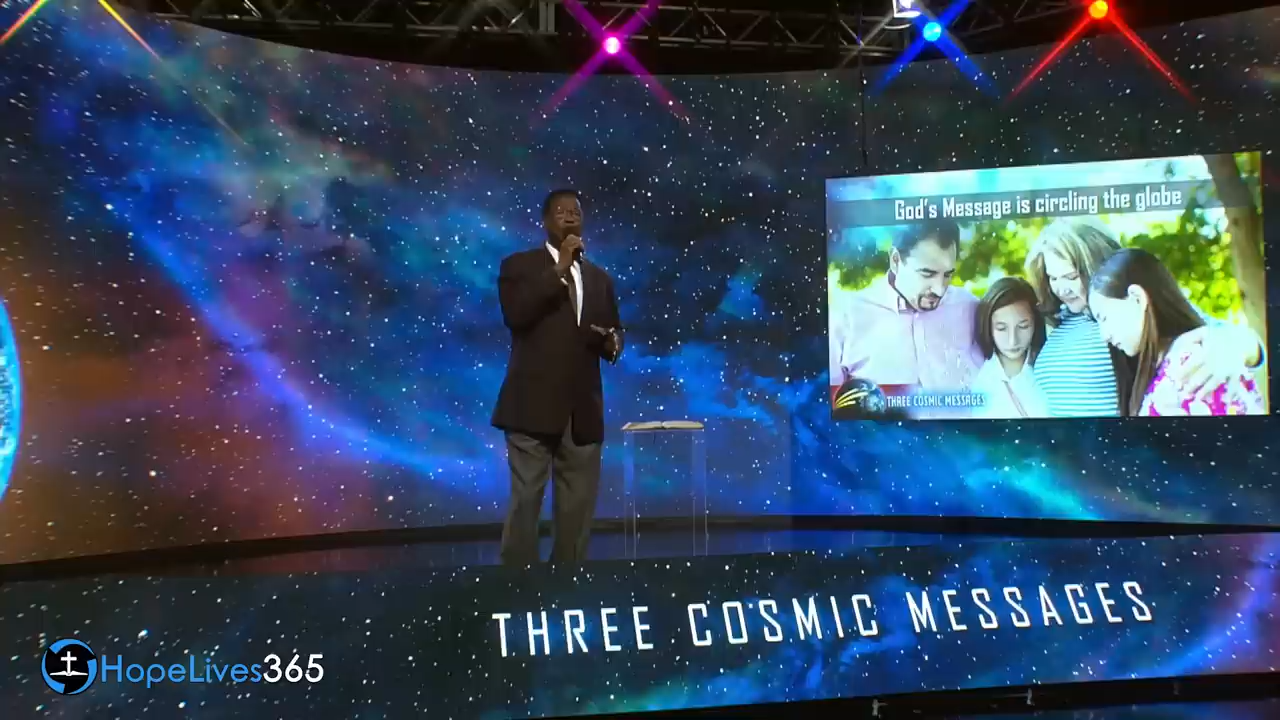 God's Message is circling the globe
THREE COSMIC MESSAGES
THREE COSMIC MESSAGES
HopeLives365